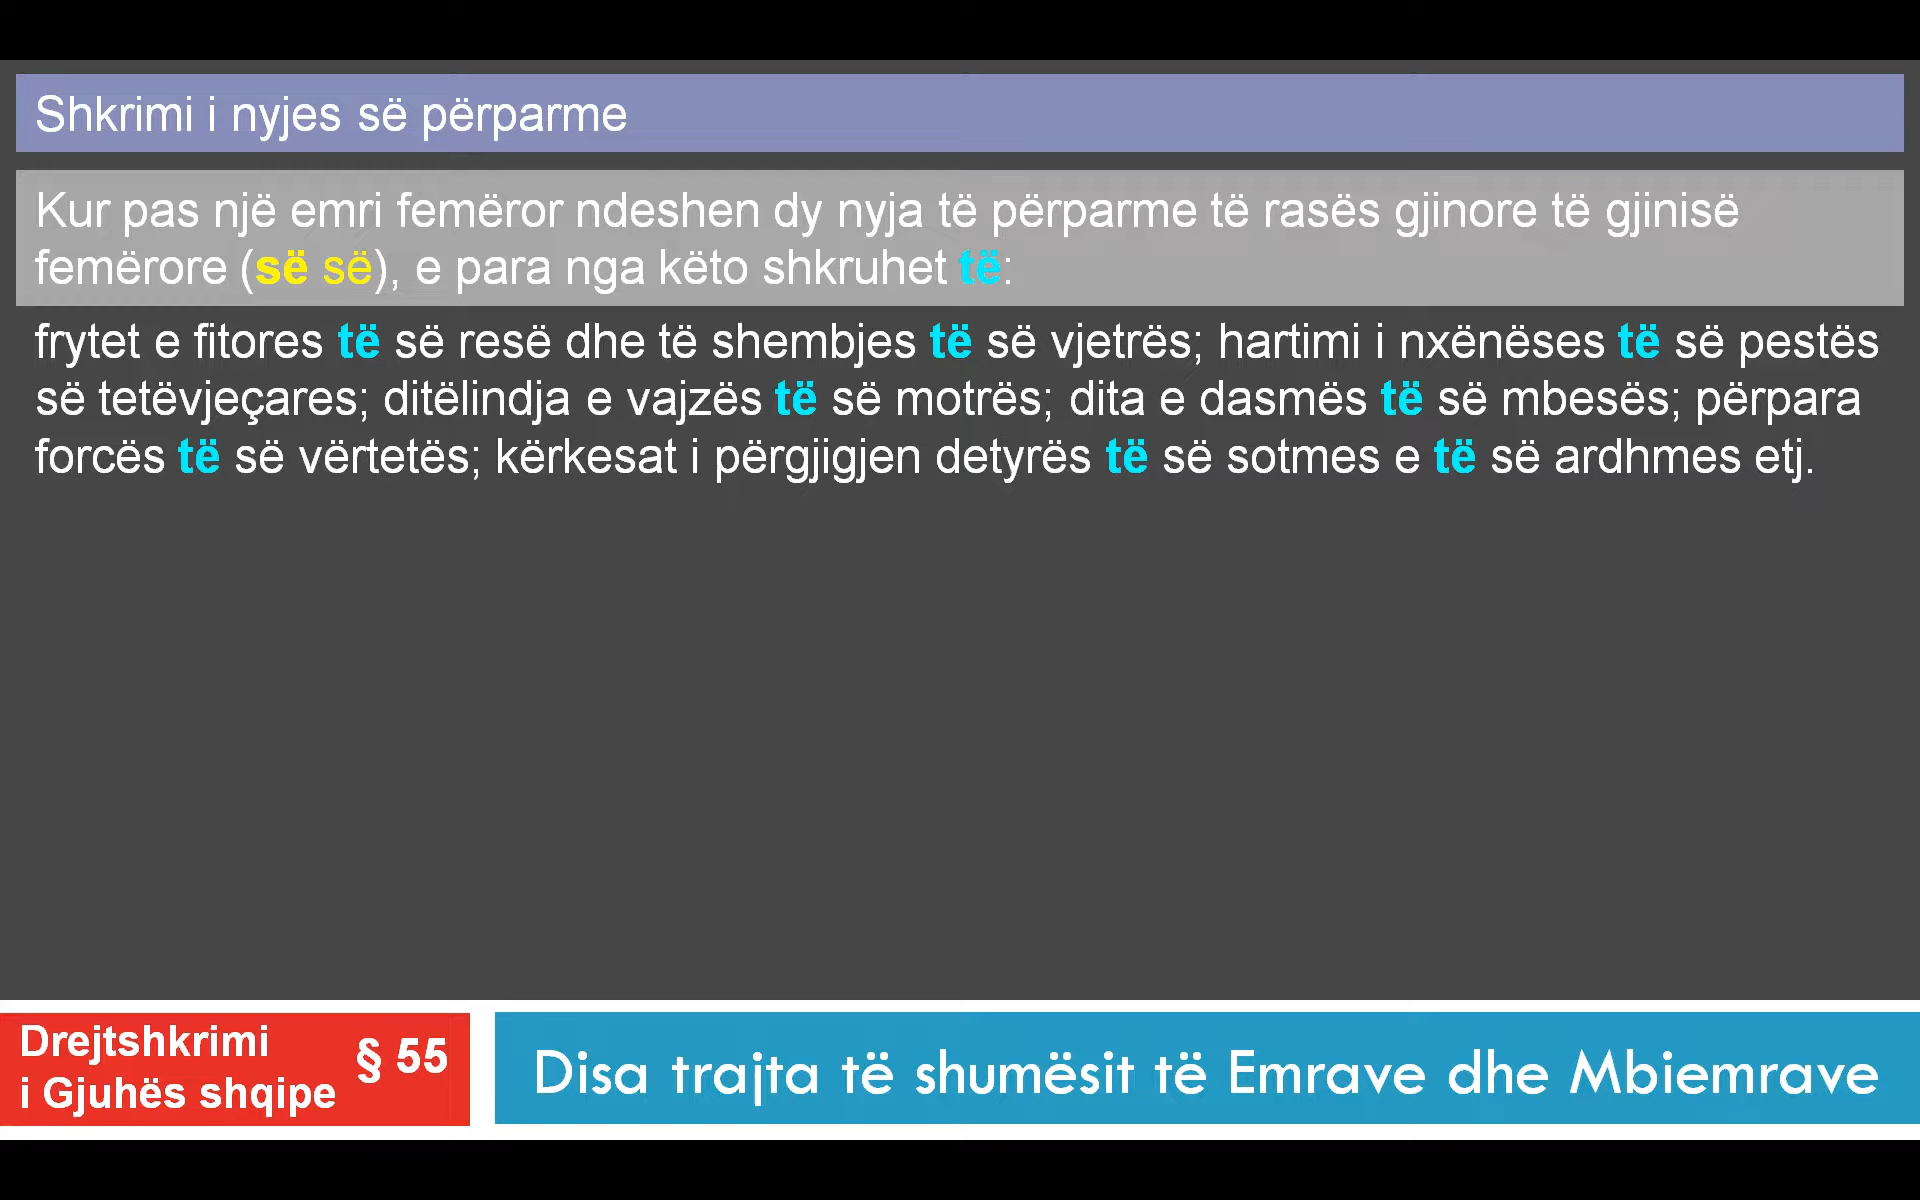 Shkrimi i nyjes së përparme
Kur pas një emri femëror ndeshen dy nyja të përparme të rasës gjinore të gjinisë
femërore (së së), e para nga këto shkruhet të:
frytet e fitores të së resë dhe të shembjes të së vjetrës; hartimi i nxënëses të së pestës
së tetëvjeçares; ditëlindja e vajzës të së motrës; dita e dasmës të së mbesës; përpara
forcës të së vërtetës; kërkesat i përgjigjen detyrës të së sotmes e të së ardhmes etj.
Drejtshkrimi
i Gjuhës shqipe
§ 55
Disa trajta të shumësit të Emrave dhe Mbiemrave